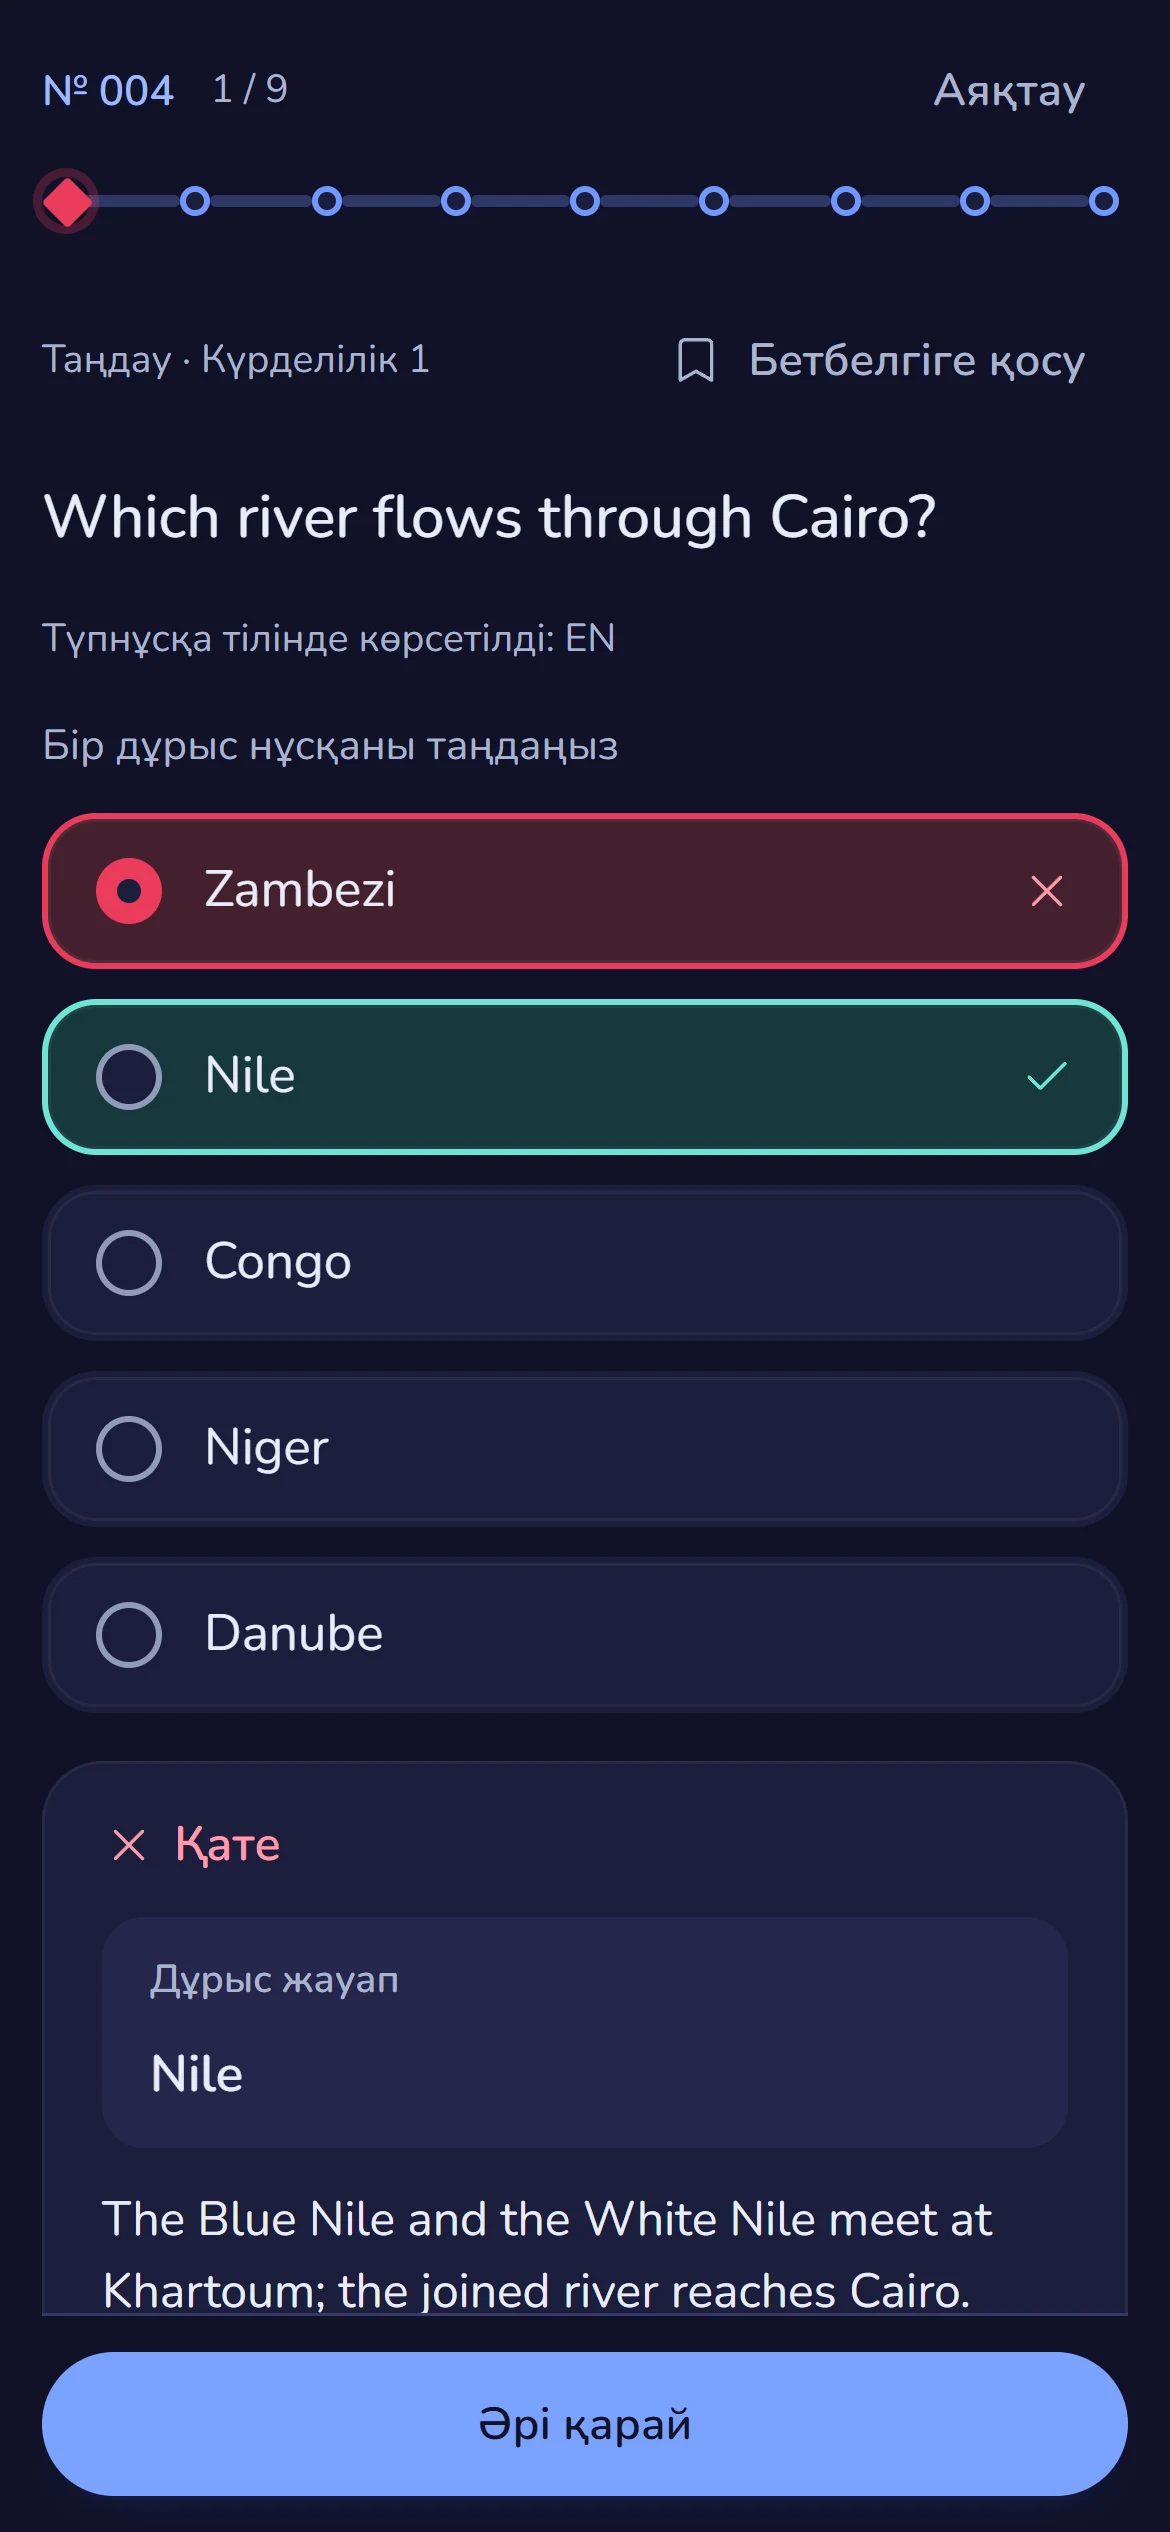 № 004 1 / 9 Аяқтау
Таңдау · Күрделілік 1 Бетбелгіге қосу
Which river flows through Cairo?
Түпнұсқа тілінде көрсетілді: EN
Бір дұрыс нұсқаны таңдаңыз
Zambezi
Nile
Congo
Niger
Danube
Қате
Дұрыс жауап
Nile
The Blue Nile and the White Nile meet at
Khartoum; the joined river reaches Cairo.
Әрі қарай